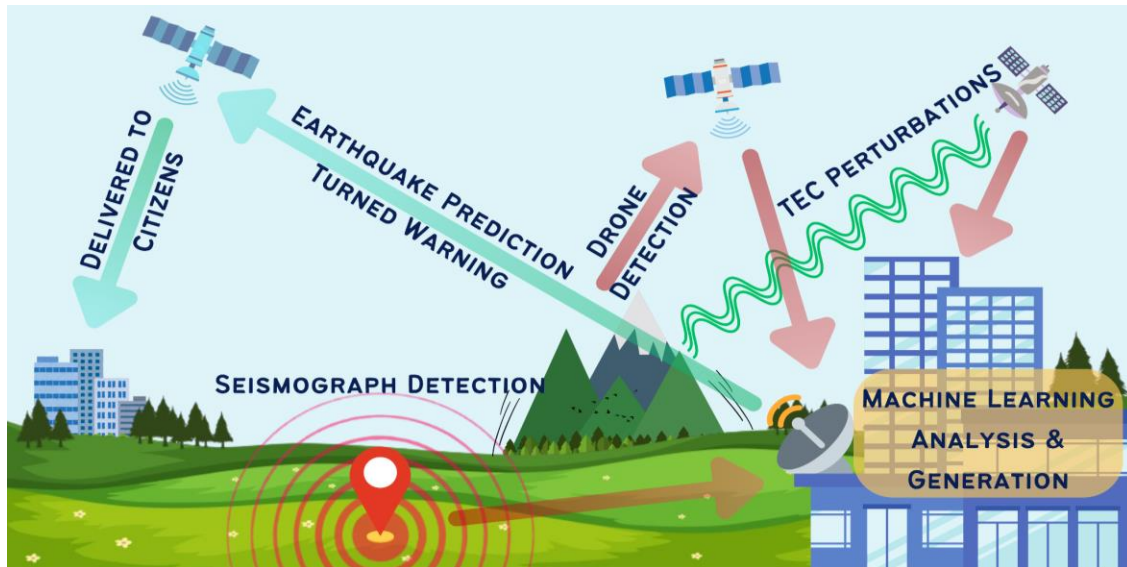 Delivered to
Citizens
Earthquake Prediction
Turned Warning
Drone
Detection
TEC Perturbations
Seismograph Detection
Machine Learning
Analysis &
Generation